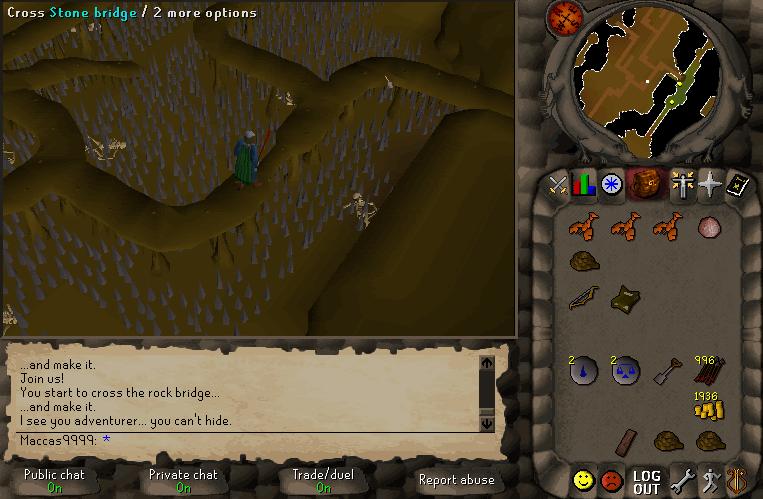 Cross Stone bridge / 2 more options
...and make it.
Join us!
You start to cross the rock bridge...
...and make it.
I see you adventurer... you can't hide.
Maccas9999: *
2
2
996
1936
Public chat
On
Private chat
On
Trade/duel
On
Report abuse
LOG
OUT